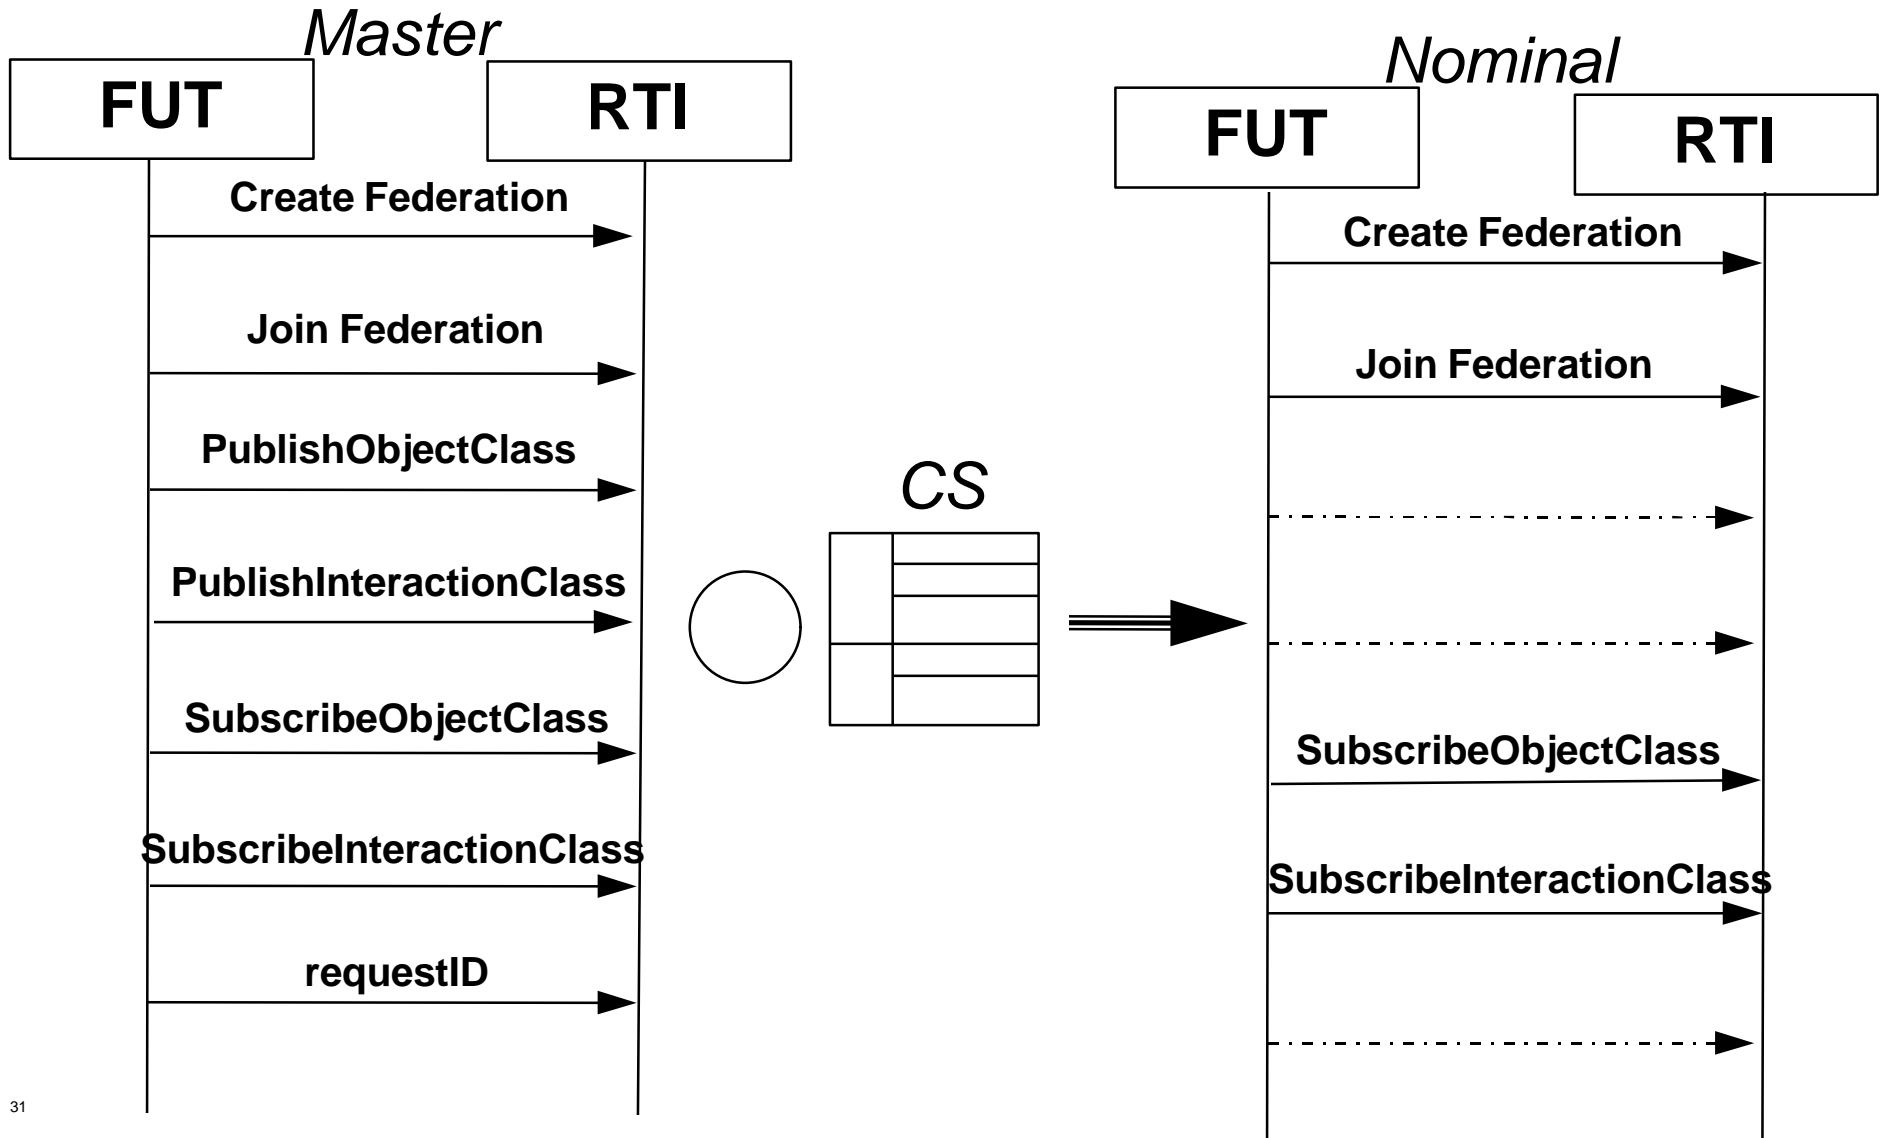 Master
FUT
RTI
Create Federation
Join Federation
PublishObjectClass
PublishInteractionClass
SubscribeObjectClass
SubscribeInteractionClass
requestID
CS
Nominal
FUT
RTI
Create Federation
Join Federation
SubscribeObjectClass
SubscribeInteractionClass
31